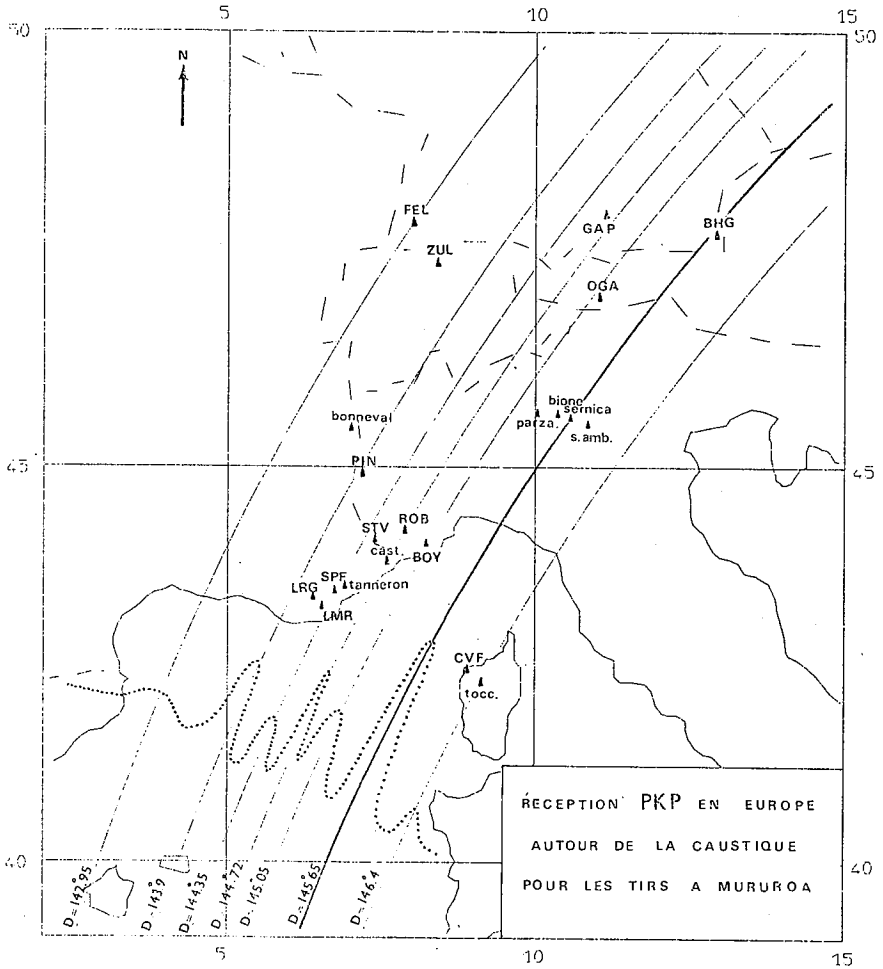 5 10 15
50 50
N
FEL
ZUL
GAP
BHG
OGA
bonneval
bione
sernica
parza.
s.amb.
45 45
PIN
STV
ROB
cast.
BOY
LRG
SPF
tanneron
LMR
CVF
tocc.
RECEPTION PKP EN EUROPE
AUTOUR DE LA CAUSTIQUE
POUR LES TIRS A MURUROA
40 40
D=142°95
D=143°9
D=144°35
D=144°72
D=145°05
D=145°65
D=146°4
5 10 15